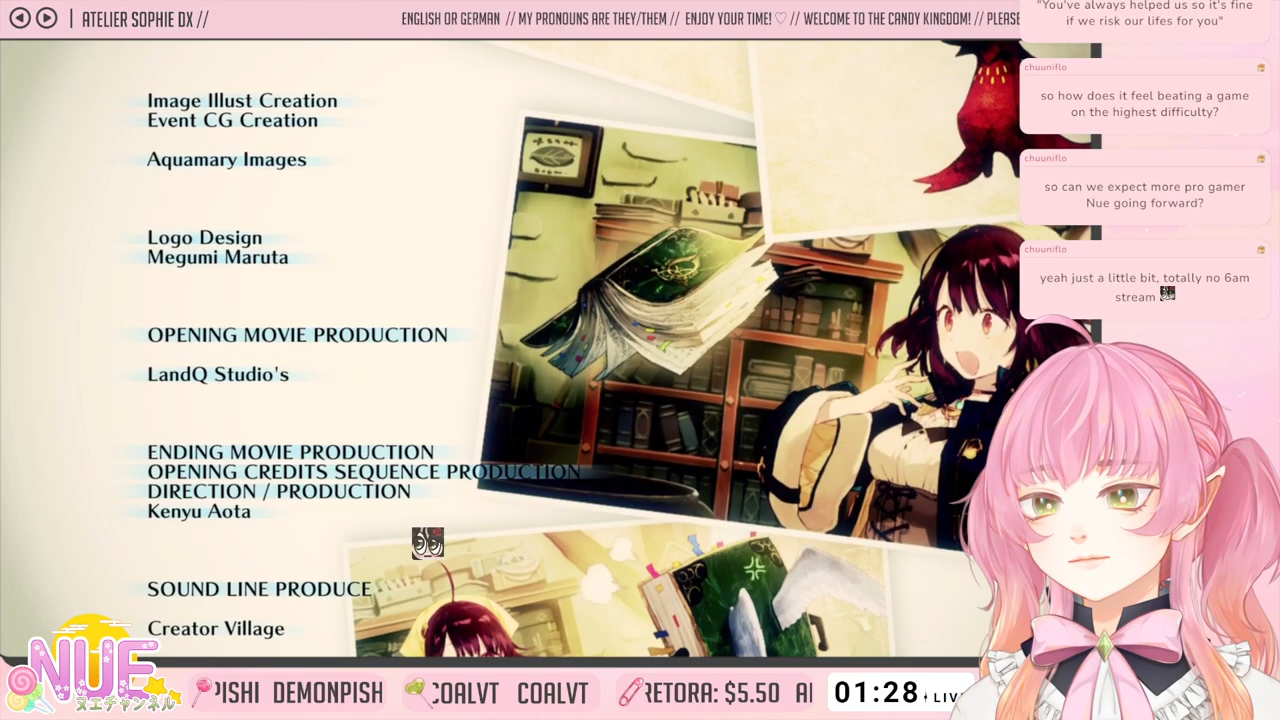 ATELIER SOPHIE DX //
ENGLISH OR GERMAN // MY PRONOUNS ARE THEY/THEM // ENJOY YOUR TIME! ♡ // WELCOME TO THE CANDY KINGDOM! // PLEASE
"You've always helped us so it's fine
if we risk our lifes for you"
chuuniflo
so how does it feel beating a game
on the highest difficulty?
chuuniflo
so can we expect more pro gamer
Nue going forward?
chuuniflo
yeah just a little bit, totally no 6am
stream
Image Illust Creation
Event CG Creation
Aquamary Images
Logo Design
Megumi Maruta
OPENING MOVIE PRODUCTION
LandQ Studio's
ENDING MOVIE PRODUCTION
OPENING CREDITS SEQUENCE PRODUCTION
DIRECTION / PRODUCTION
Kenyu Aota
SOUND LINE PRODUCE
Creator Village
NUE
ヌエチャンネル
PISHI DEMONPISH
COALVT COALVT
RETORA: $5.50 AI
01:28 LIV